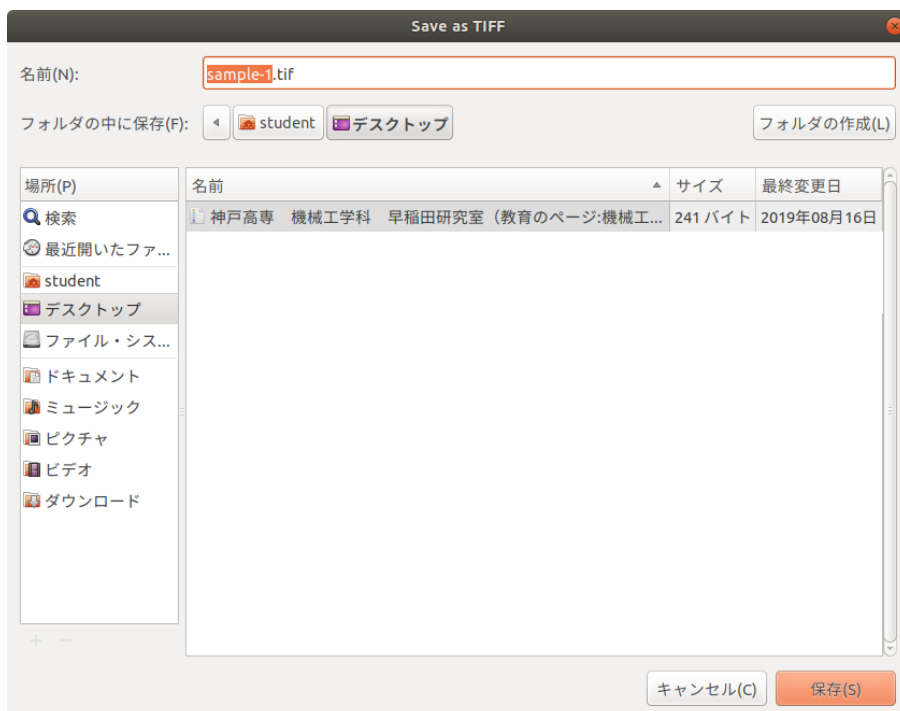 Save as TIFF
名前(N):
sample-1.tif
フォルダの中に保存(F):
student
デスクトップ
フォルダの作成(L)
場所(P)
検索
最近開いたファ...
student
デスクトップ
ファイル・シス...
ドキュメント
ミュージック
ピクチャ
ビデオ
ダウンロード
名前 サイズ 最終変更日
神戸高専 機械工学科 早稲田研究室（教育のページ:機械工... 241 バイト 2019年08月16日
キャンセル(C)
保存(S)